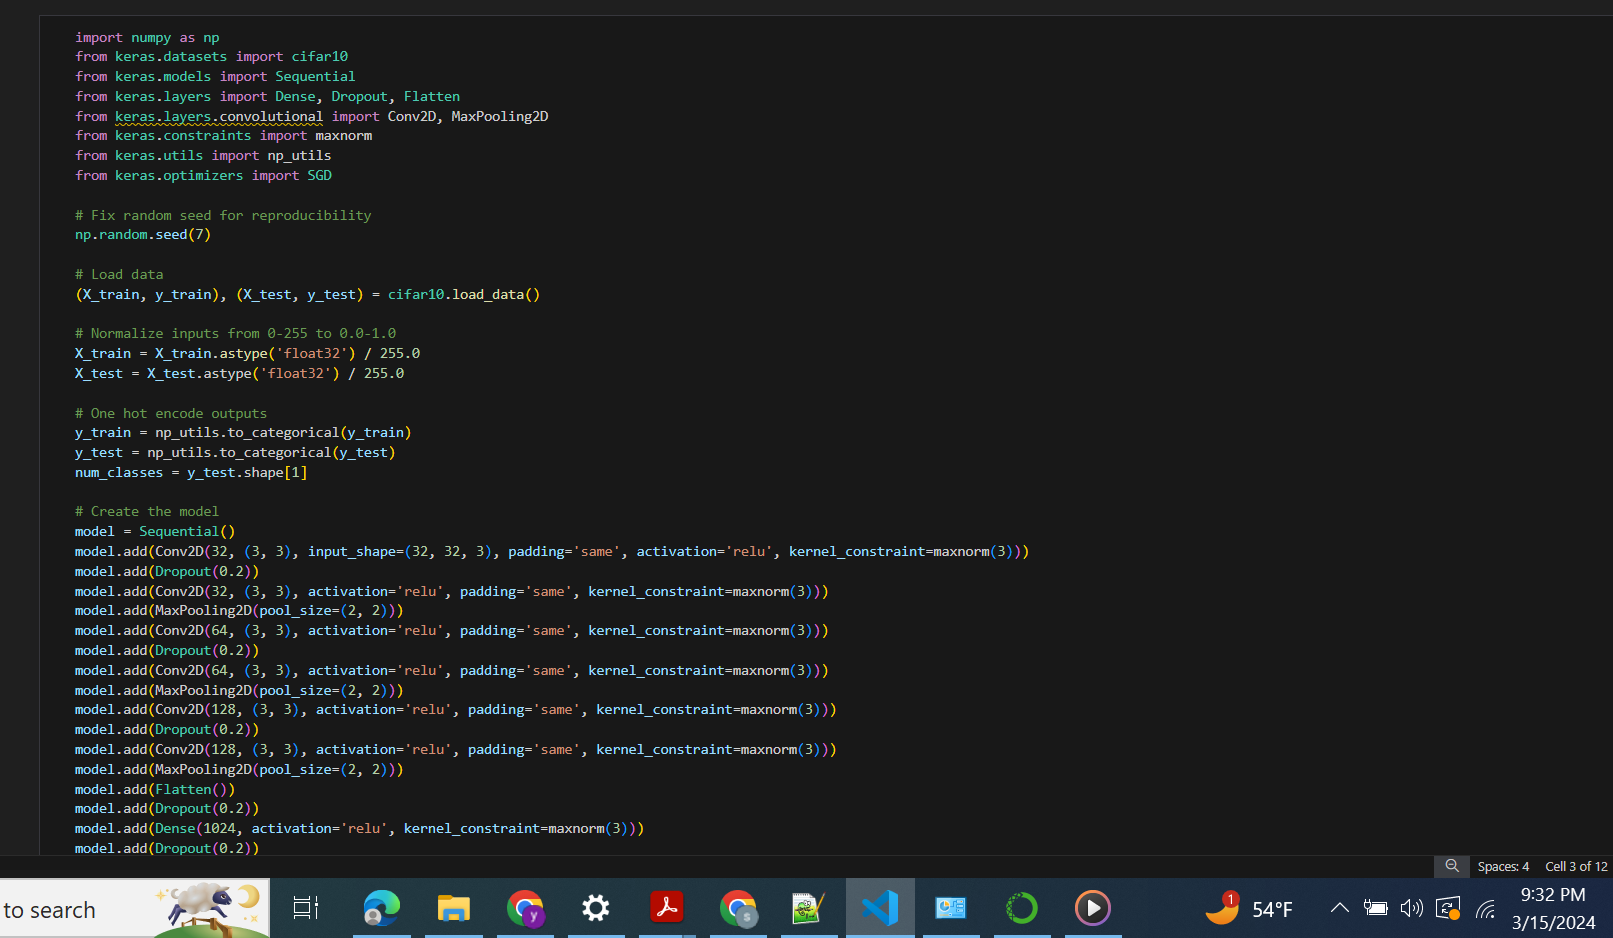 import numpy as np
from keras.datasets import cifar10
from keras.models import Sequential
from keras.layers import Dense, Dropout, Flatten
from keras.layers.convolutional import Conv2D, MaxPooling2D
from keras.constraints import maxnorm
from keras.utils import np_utils
from keras.optimizers import SGD

# Fix random seed for reproducibility
np.random.seed(7)

# Load data
(X_train, y_train), (X_test, y_test) = cifar10.load_data()

# Normalize inputs from 0-255 to 0.0-1.0
X_train = X_train.astype('float32') / 255.0
X_test = X_test.astype('float32') / 255.0

# One hot encode outputs
y_train = np_utils.to_categorical(y_train)
y_test = np_utils.to_categorical(y_test)
num_classes = y_test.shape[1]

# Create the model
model = Sequential()
model.add(Conv2D(32, (3, 3), input_shape=(32, 32, 3), padding='same', activation='relu', kernel_constraint=maxnorm(3)))
model.add(Dropout(0.2))
model.add(Conv2D(32, (3, 3), activation='relu', padding='same', kernel_constraint=maxnorm(3)))
model.add(MaxPooling2D(pool_size=(2, 2)))
model.add(Conv2D(64, (3, 3), activation='relu', padding='same', kernel_constraint=maxnorm(3)))
model.add(Dropout(0.2))
model.add(Conv2D(64, (3, 3), activation='relu', padding='same', kernel_constraint=maxnorm(3)))
model.add(MaxPooling2D(pool_size=(2, 2)))
model.add(Conv2D(128, (3, 3), activation='relu', padding='same', kernel_constraint=maxnorm(3)))
model.add(Dropout(0.2))
model.add(Conv2D(128, (3, 3), activation='relu', padding='same', kernel_constraint=maxnorm(3)))
model.add(MaxPooling2D(pool_size=(2, 2)))
model.add(Flatten())
model.add(Dropout(0.2))
model.add(Dense(1024, activation='relu', kernel_constraint=maxnorm(3)))
model.add(Dropout(0.2))
Spaces: 4 Cell 3 of 12
to search
y
s
1
54°F
9:32 PM
3/15/2024